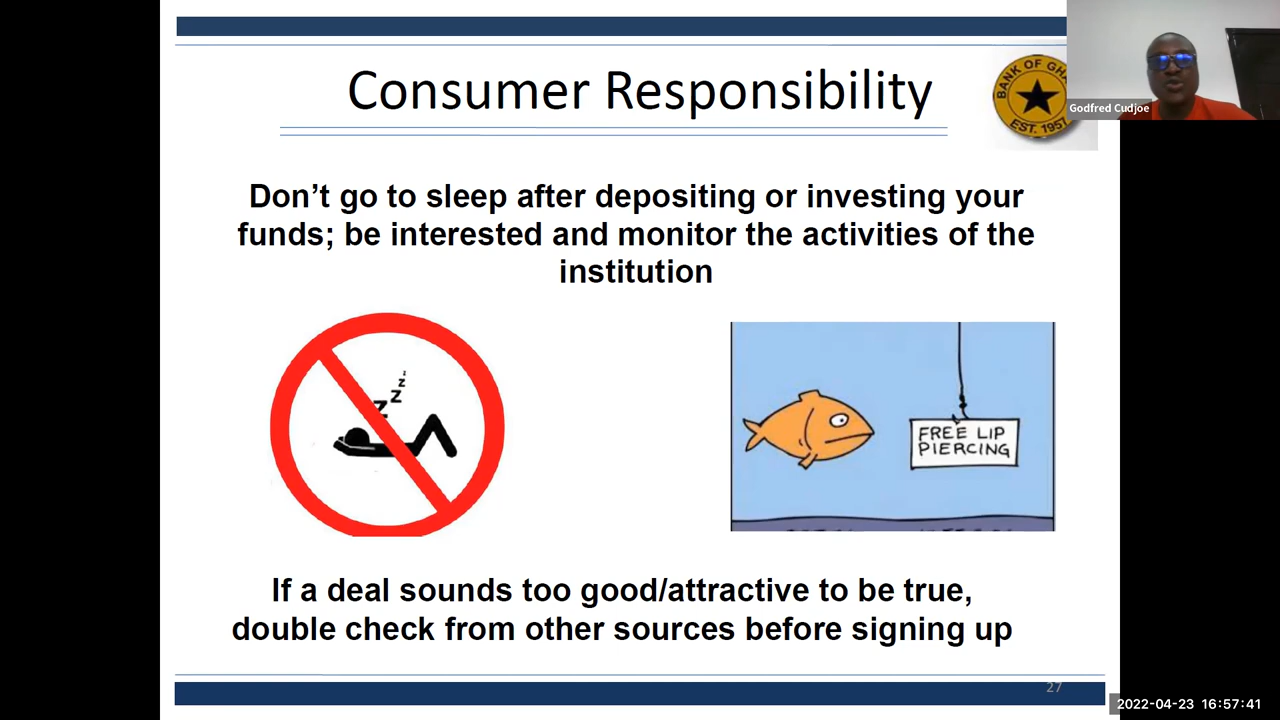 Consumer Responsibility
BANK OF GHA
EST. 1957
Godfred Cudjoe
Don’t go to sleep after depositing or investing your
funds; be interested and monitor the activities of the
institution
z
z
z
FREE LIP
PIERCING
If a deal sounds too good/attractive to be true,
double check from other sources before signing up
27
2022-04-23 16:57:41